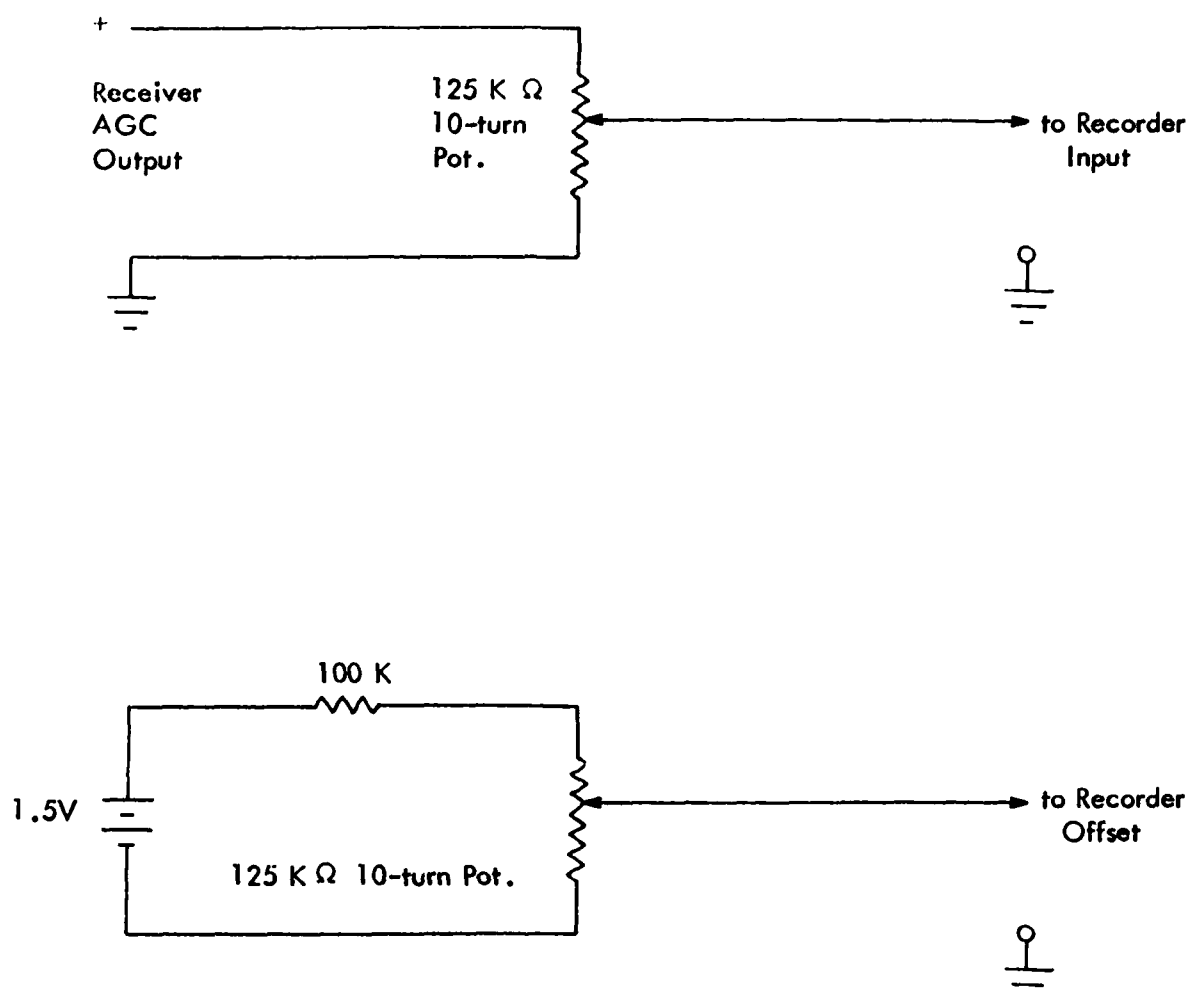 +
Receiver
AGC
Output
125 K Ω
10-turn
Pot.
to Recorder
Input
100 K
1.5V
125 K Ω 10-turn Pot.
to Recorder
Offset